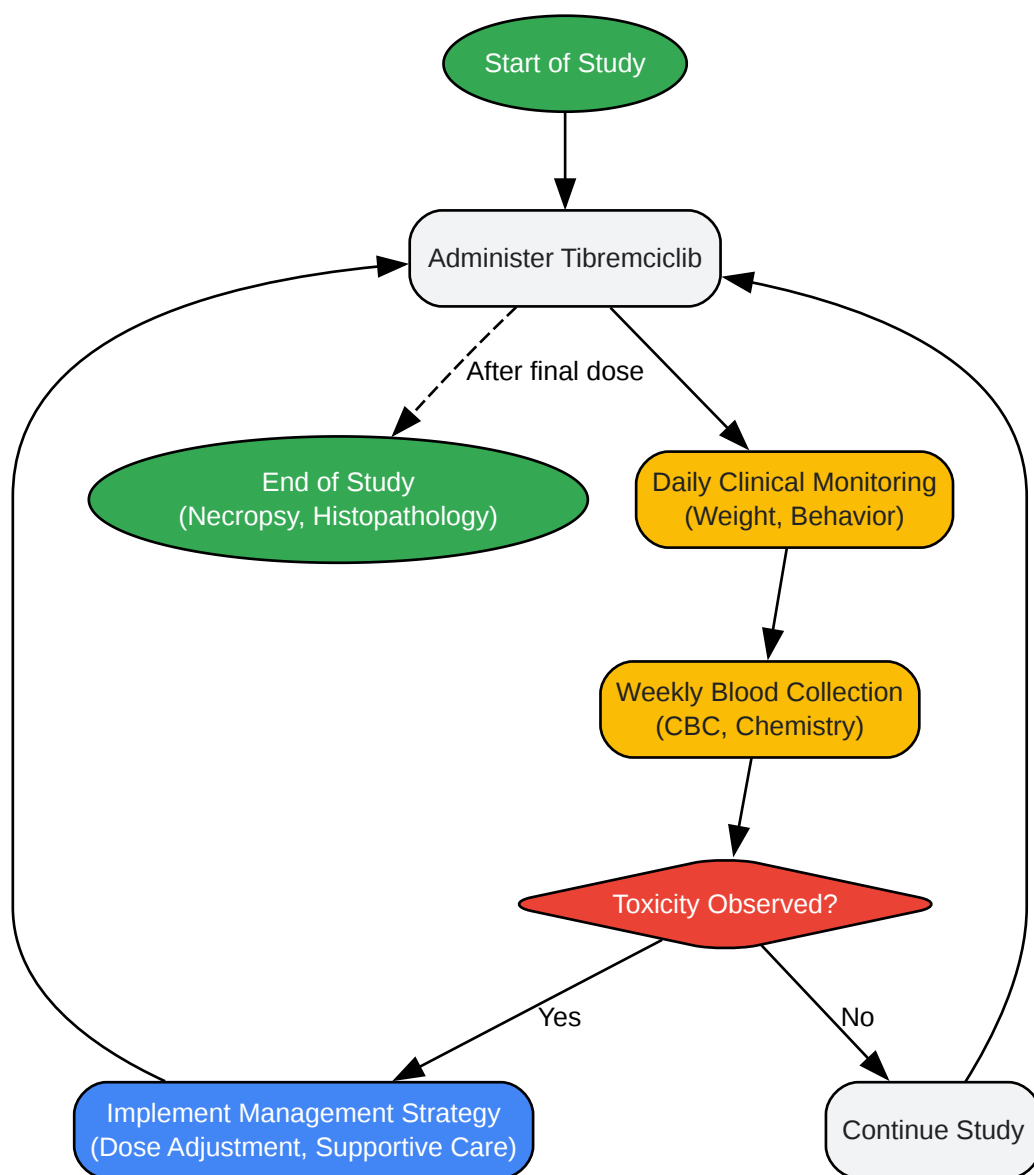 Start of Study
Administer Tibremciclib
After final dose
End of Study
(Necropsy, Histopathology)
Daily Clinical Monitoring
(Weight, Behavior)
Weekly Blood Collection
(CBC, Chemistry)
Toxicity Observed?
Yes
No
Implement Management Strategy
(Dose Adjustment, Supportive Care)
Continue Study